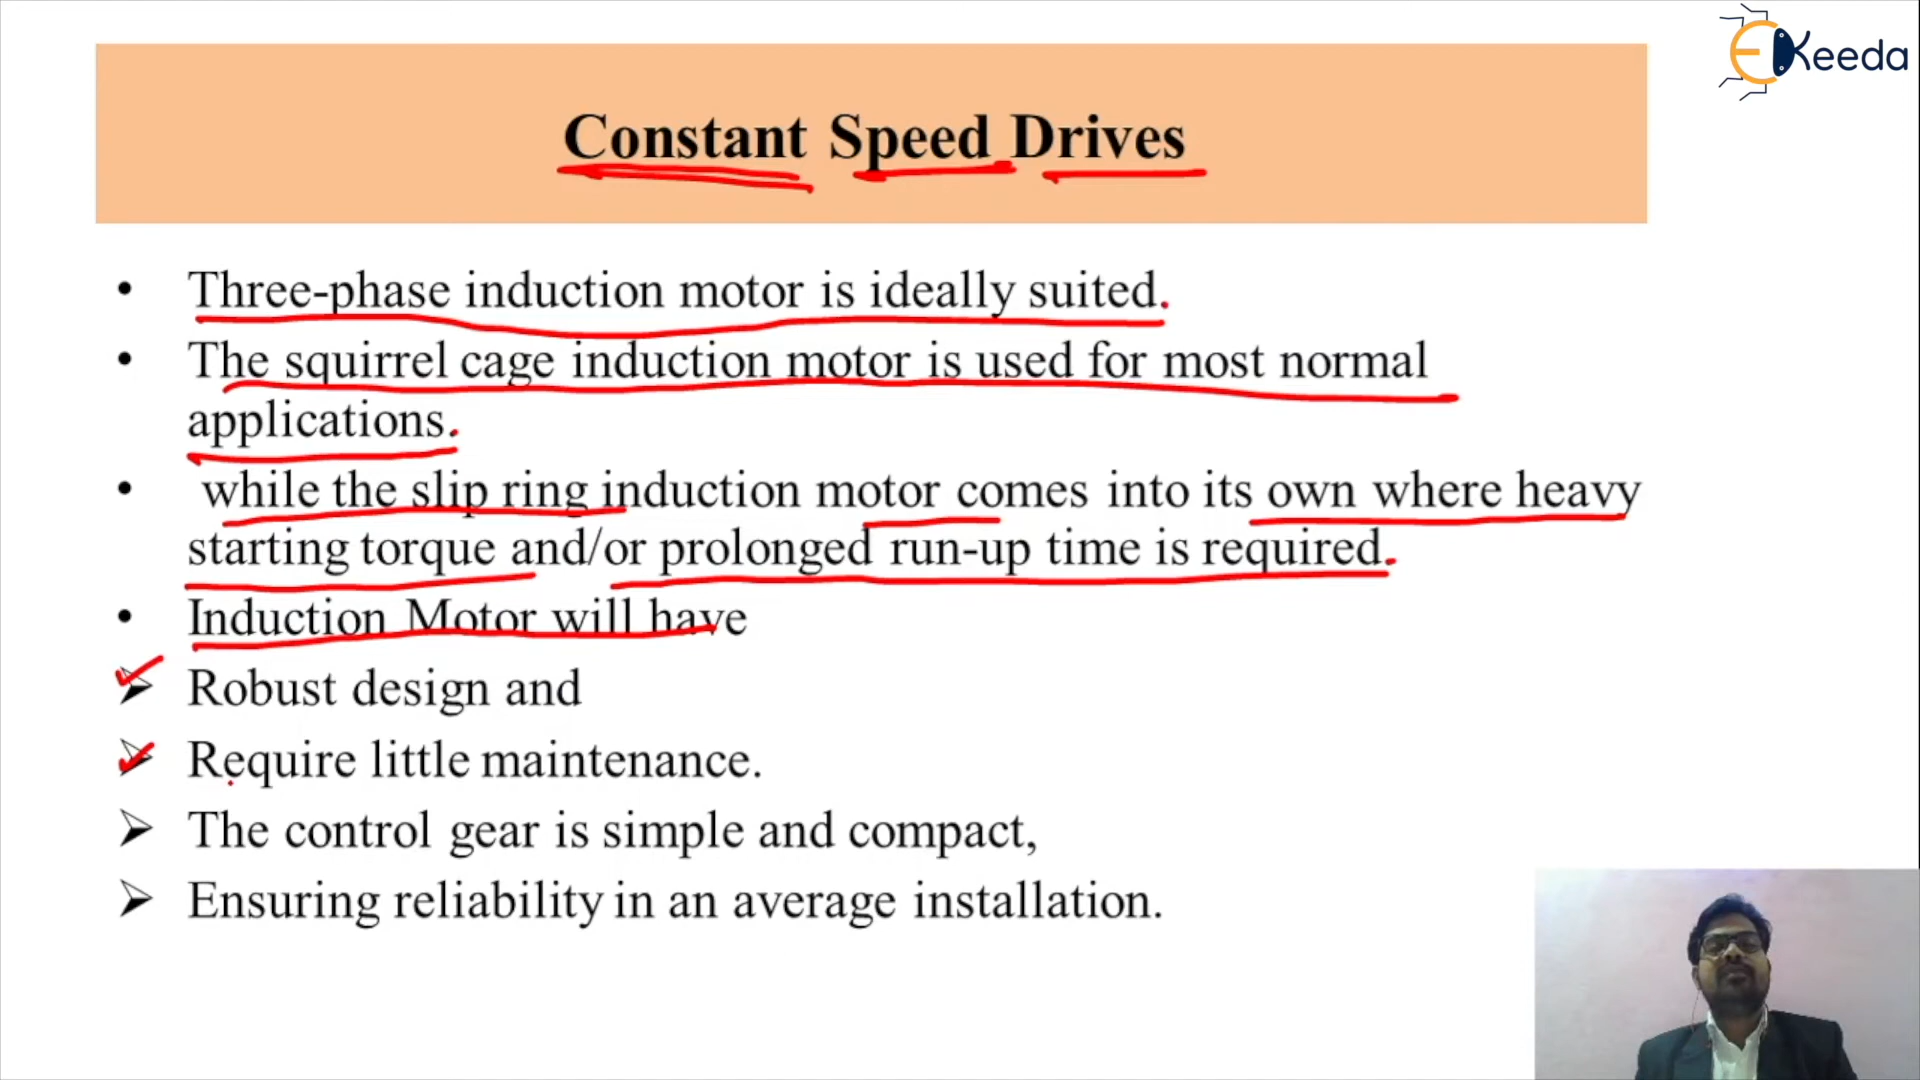 Keeda
Constant Speed Drives
• Three-phase induction motor is ideally suited.
• The squirrel cage induction motor is used for most normal
applications.
• while the slip ring induction motor comes into its own where heavy
starting torque and/or prolonged run-up time is required.
• Induction Motor will have
➢ Robust design and
➢ Require little maintenance.
➢ The control gear is simple and compact,
➢ Ensuring reliability in an average installation.